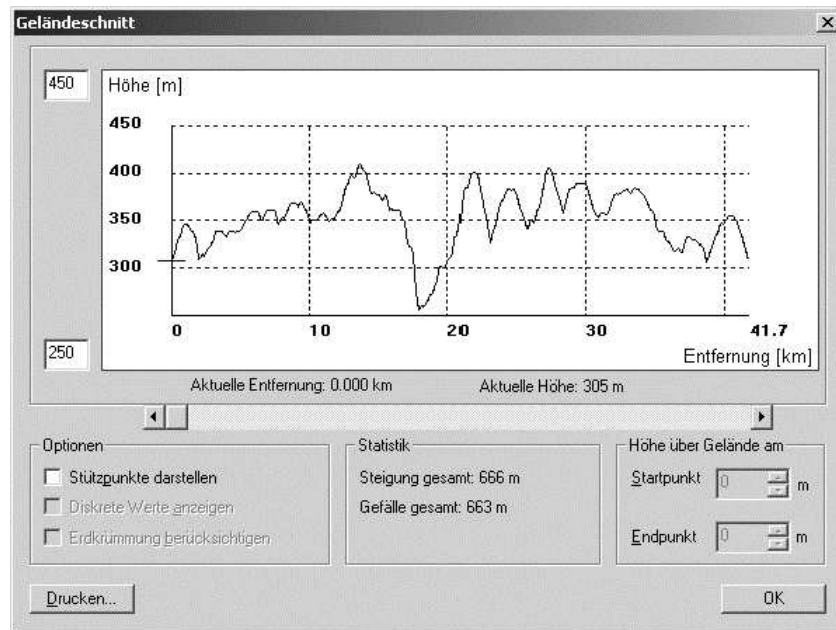 Geländeschnitt
450
Höhe [m]
450
400
350
300
0 10 20 30 41.7
250
Entfernung [km]
Aktuelle Entfernung: 0.000 km Aktuelle Höhe: 305 m
Optionen
Stützpunkte darstellen
Diskrete Werte anzeigen
Erdkrümmung berücksichtigen
Statistik
Steigung gesamt: 666 m
Gefälle gesamt: 663 m
Höhe über Gelände am
Startpunkt 0 m
Endpunkt 0 m
Drucken...
OK